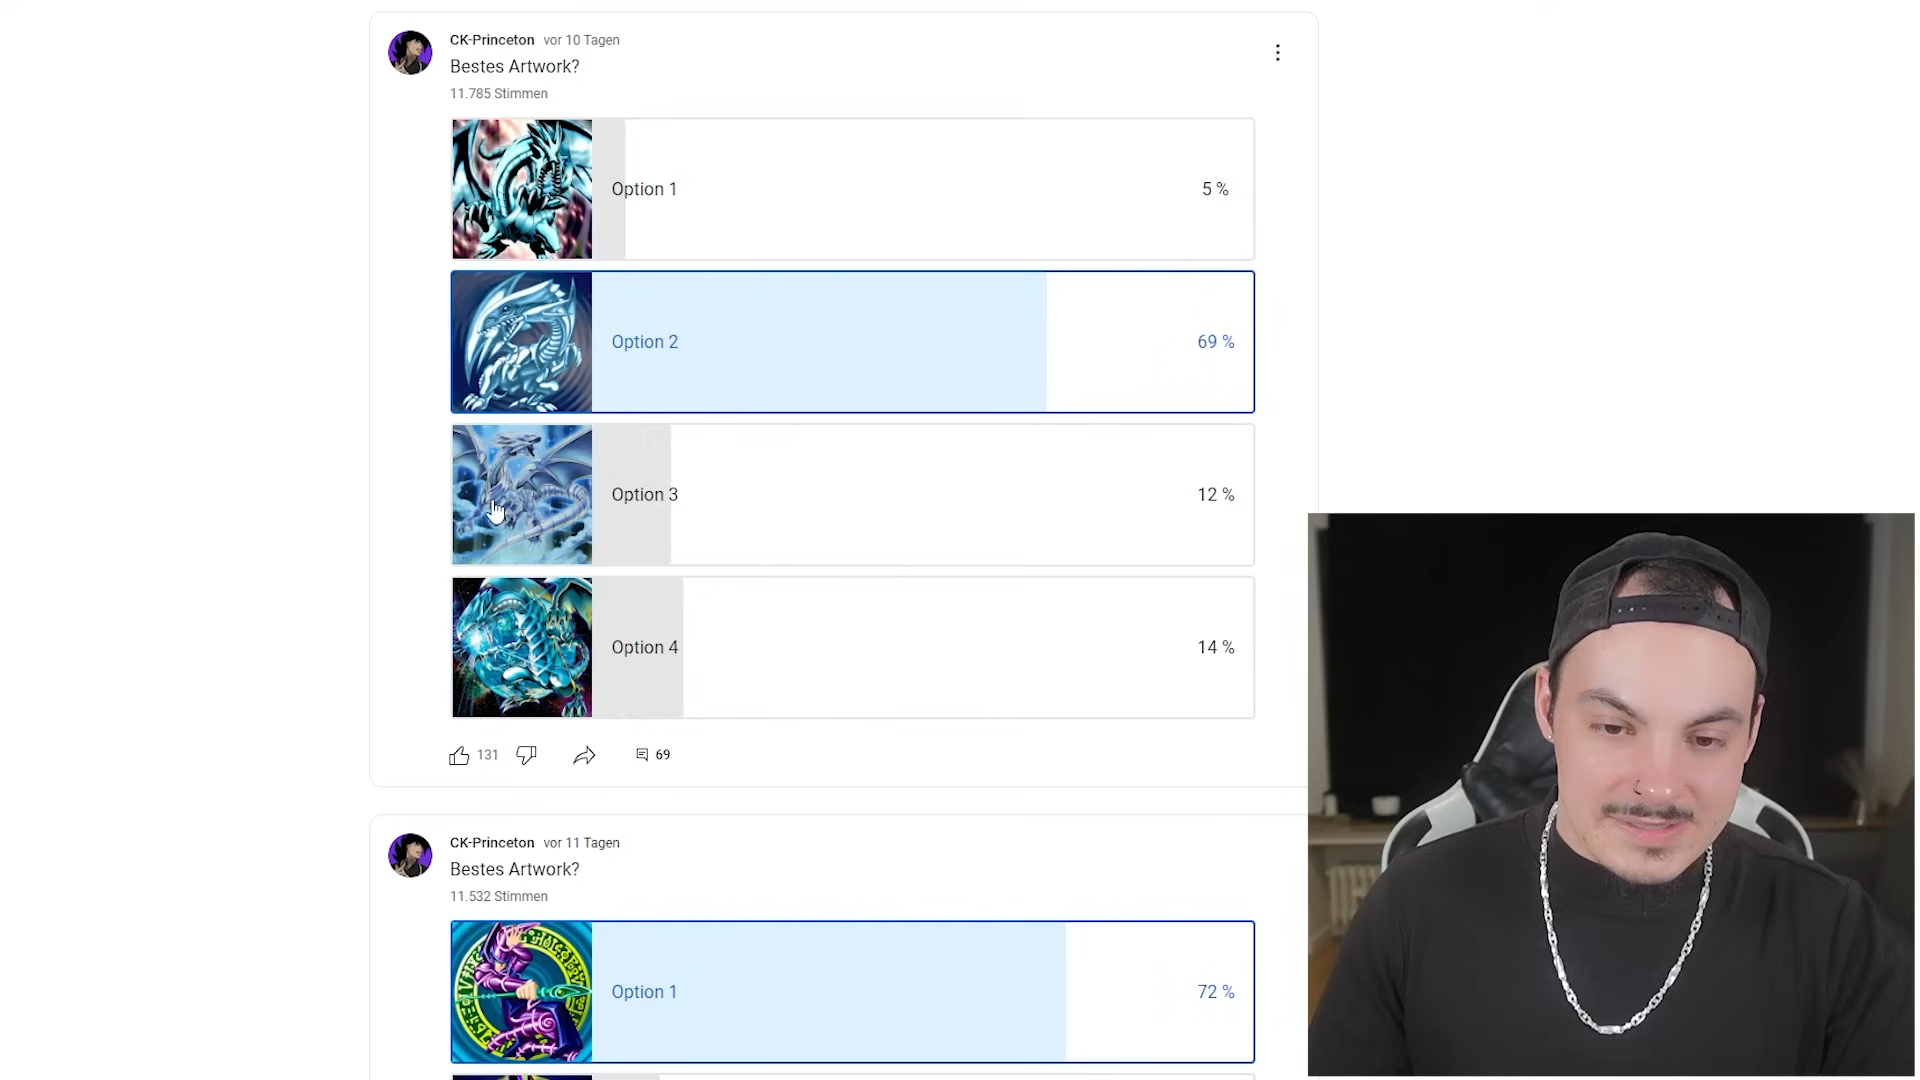 CK-Princeton vor 10 Tagen
Bestes Artwork?
11.785 Stimmen
Option 1 5 %
Option 2 69 %
Option 3 12 %
Option 4 14 %
131 69
CK-Princeton vor 11 Tagen
Bestes Artwork?
11.532 Stimmen
Option 1 72 %